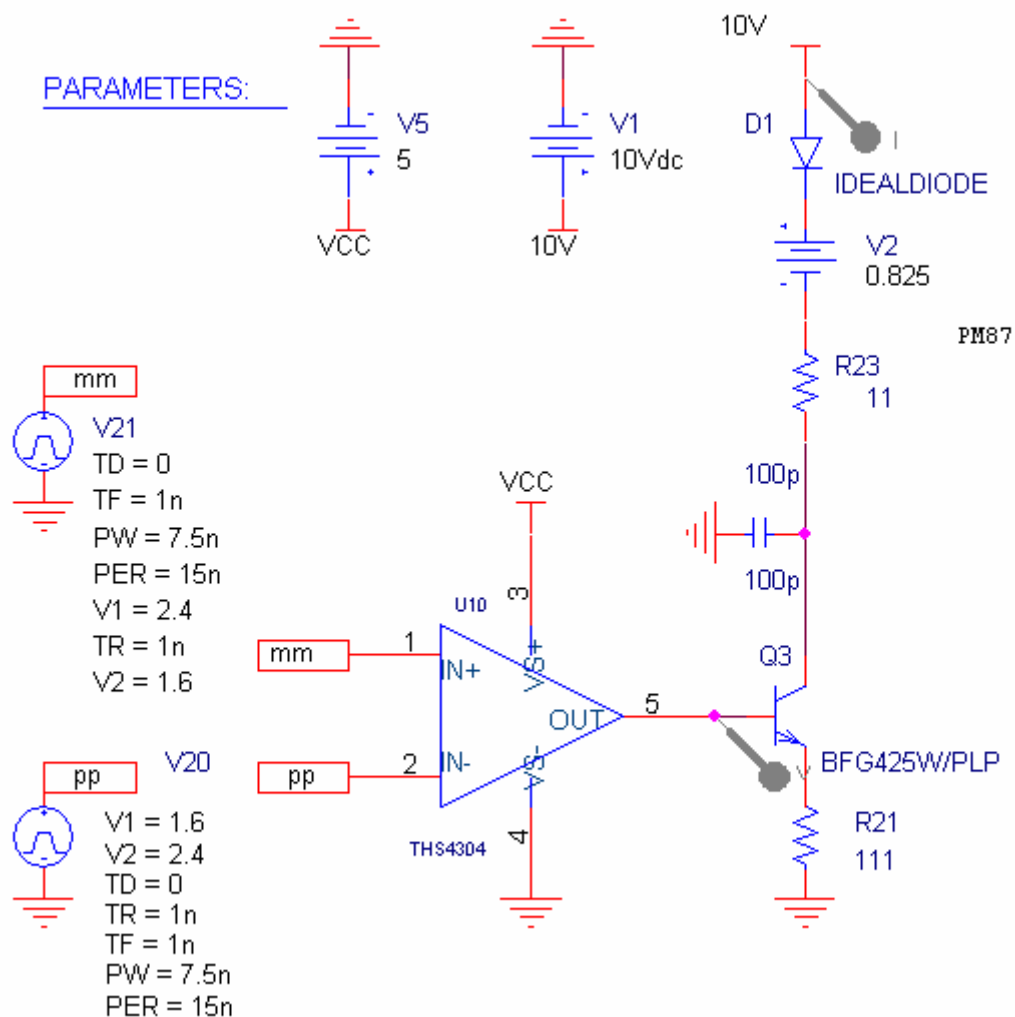 PARAMETERS:
V5
5
VCC
V1
10Vdc
10V
10V
D1
I
IDEALDIODE
V2
0.825
PM87
R23
11
100p
100p
mm
V21
TD = 0
TF = 1n
PW = 7.5n
PER = 15n
V1 = 2.4
TR = 1n
V2 = 1.6
VCC
3
U10
mm
1
IN+
VS+
OUT
5
pp
2
IN-
VS-
4
THS4304
Q3
BFG425W/PLP
V
R21
111
pp
V20
V1 = 1.6
V2 = 2.4
TD = 0
TR = 1n
TF = 1n
PW = 7.5n
PER = 15n